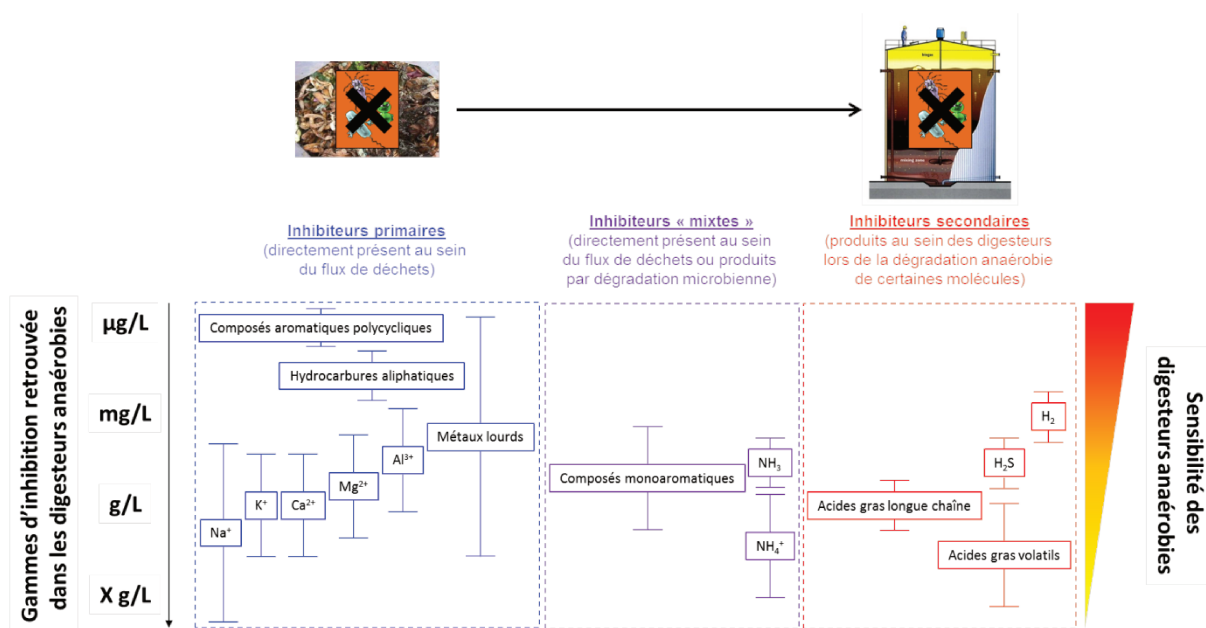 biogas
mixing zone
Inhibiteurs primaires
(directement présent au sein
du flux de déchets)
Inhibiteurs « mixtes »
(directement présent au sein
du flux de déchets ou produits
par dégradation microbienne)
Inhibiteurs secondaires
(produits au sein des digesteurs
lors de la dégradation anaérobie
de certaines molécules)
Gammes d’inhibition retrouvée
dans les digesteurs anaérobies
µg/L
mg/L
g/L
X g/L
Composés aromatiques polycycliques
Hydrocarbures aliphatiques
Métaux lourds
Al³⁺
Mg²⁺
K⁺
Ca²⁺
Na⁺
Composés monoaromatiques
NH₃
NH₄⁺
H₂
H₂S
Acides gras longue chaîne
Acides gras volatils
Sensibilité des
digesteurs anaérobies